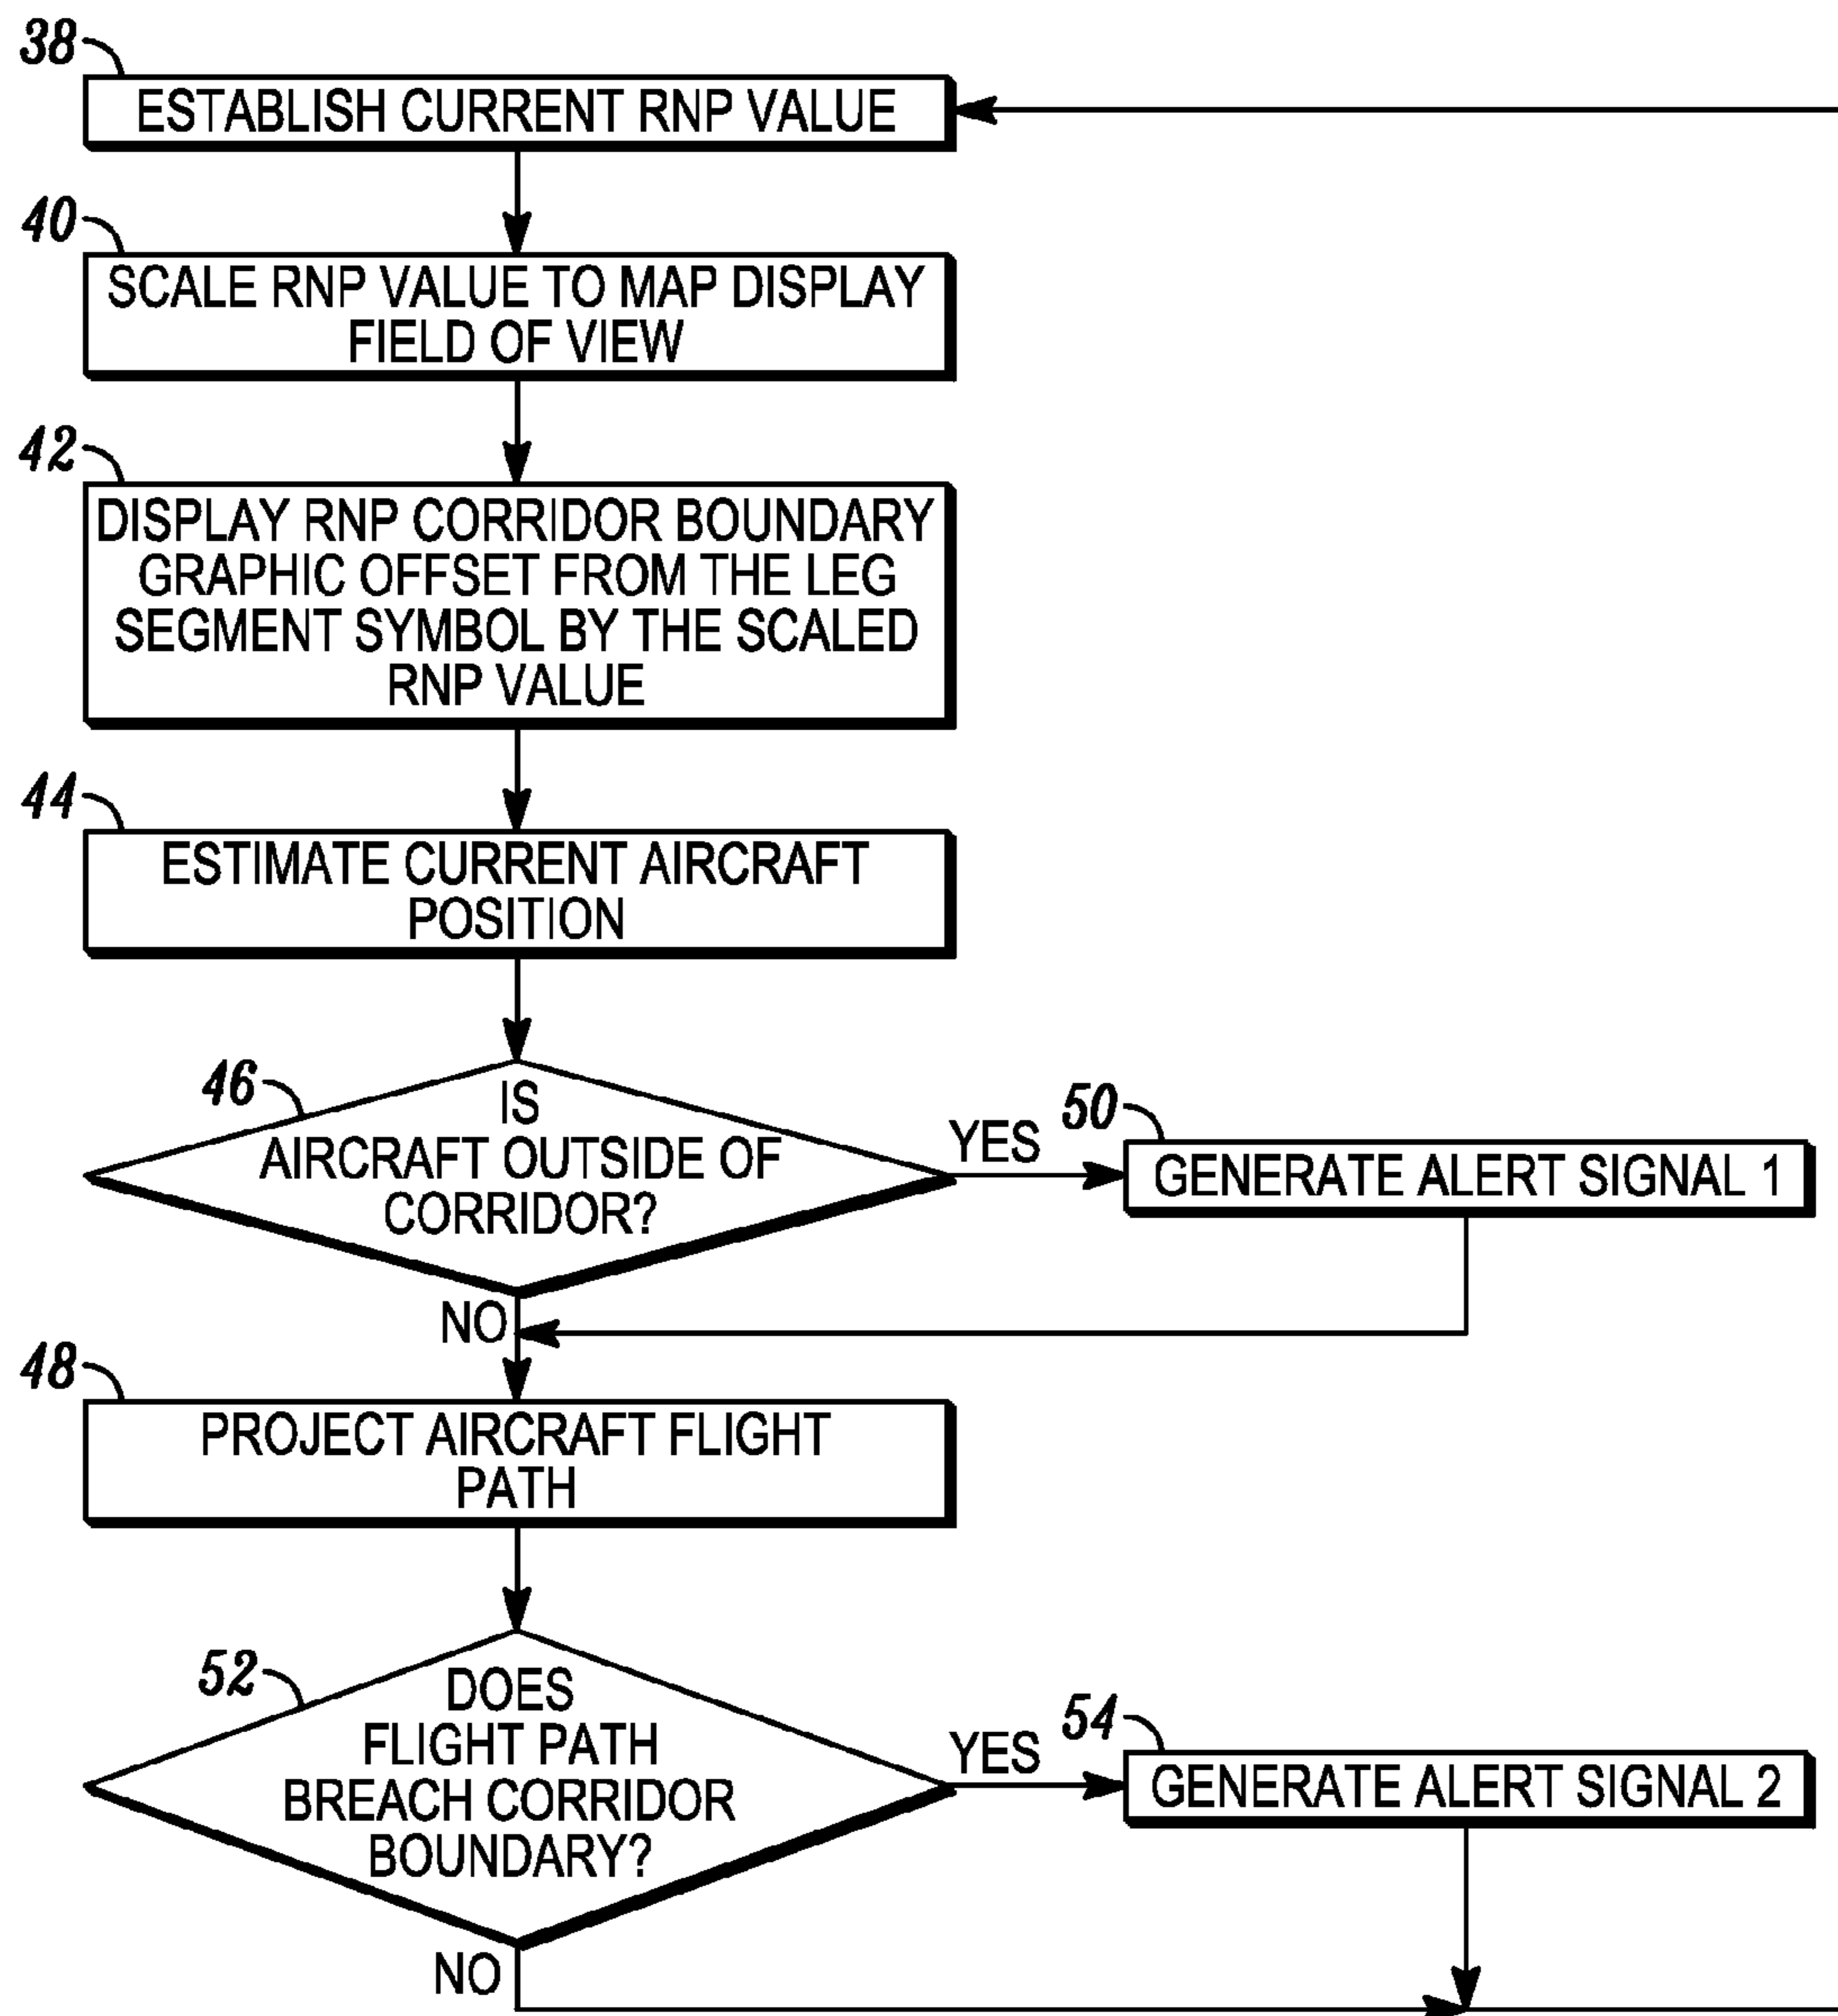 38
ESTABLISH CURRENT RNP VALUE
40
SCALE RNP VALUE TO MAP DISPLAY
FIELD OF VIEW
42
DISPLAY RNP CORRIDOR BOUNDARY
GRAPHIC OFFSET FROM THE LEG
SEGMENT SYMBOL BY THE SCALED
RNP VALUE
44
ESTIMATE CURRENT AIRCRAFT
POSITION
46
IS
AIRCRAFT OUTSIDE OF
CORRIDOR?
YES
50
GENERATE ALERT SIGNAL 1
NO
48
PROJECT AIRCRAFT FLIGHT
PATH
52
DOES
FLIGHT PATH
BREACH CORRIDOR
BOUNDARY?
YES
54
GENERATE ALERT SIGNAL 2
NO